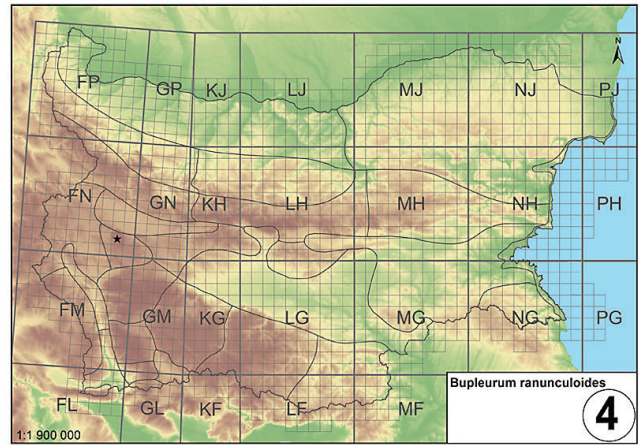 N
FP GP KJ LJ MJ NJ PJ
FN GN KH LH MH NH PH
FM GM KG LG MG NG PG
FL GL KF LF MF
Bupleurum ranunculoides
1:1 900 000
4